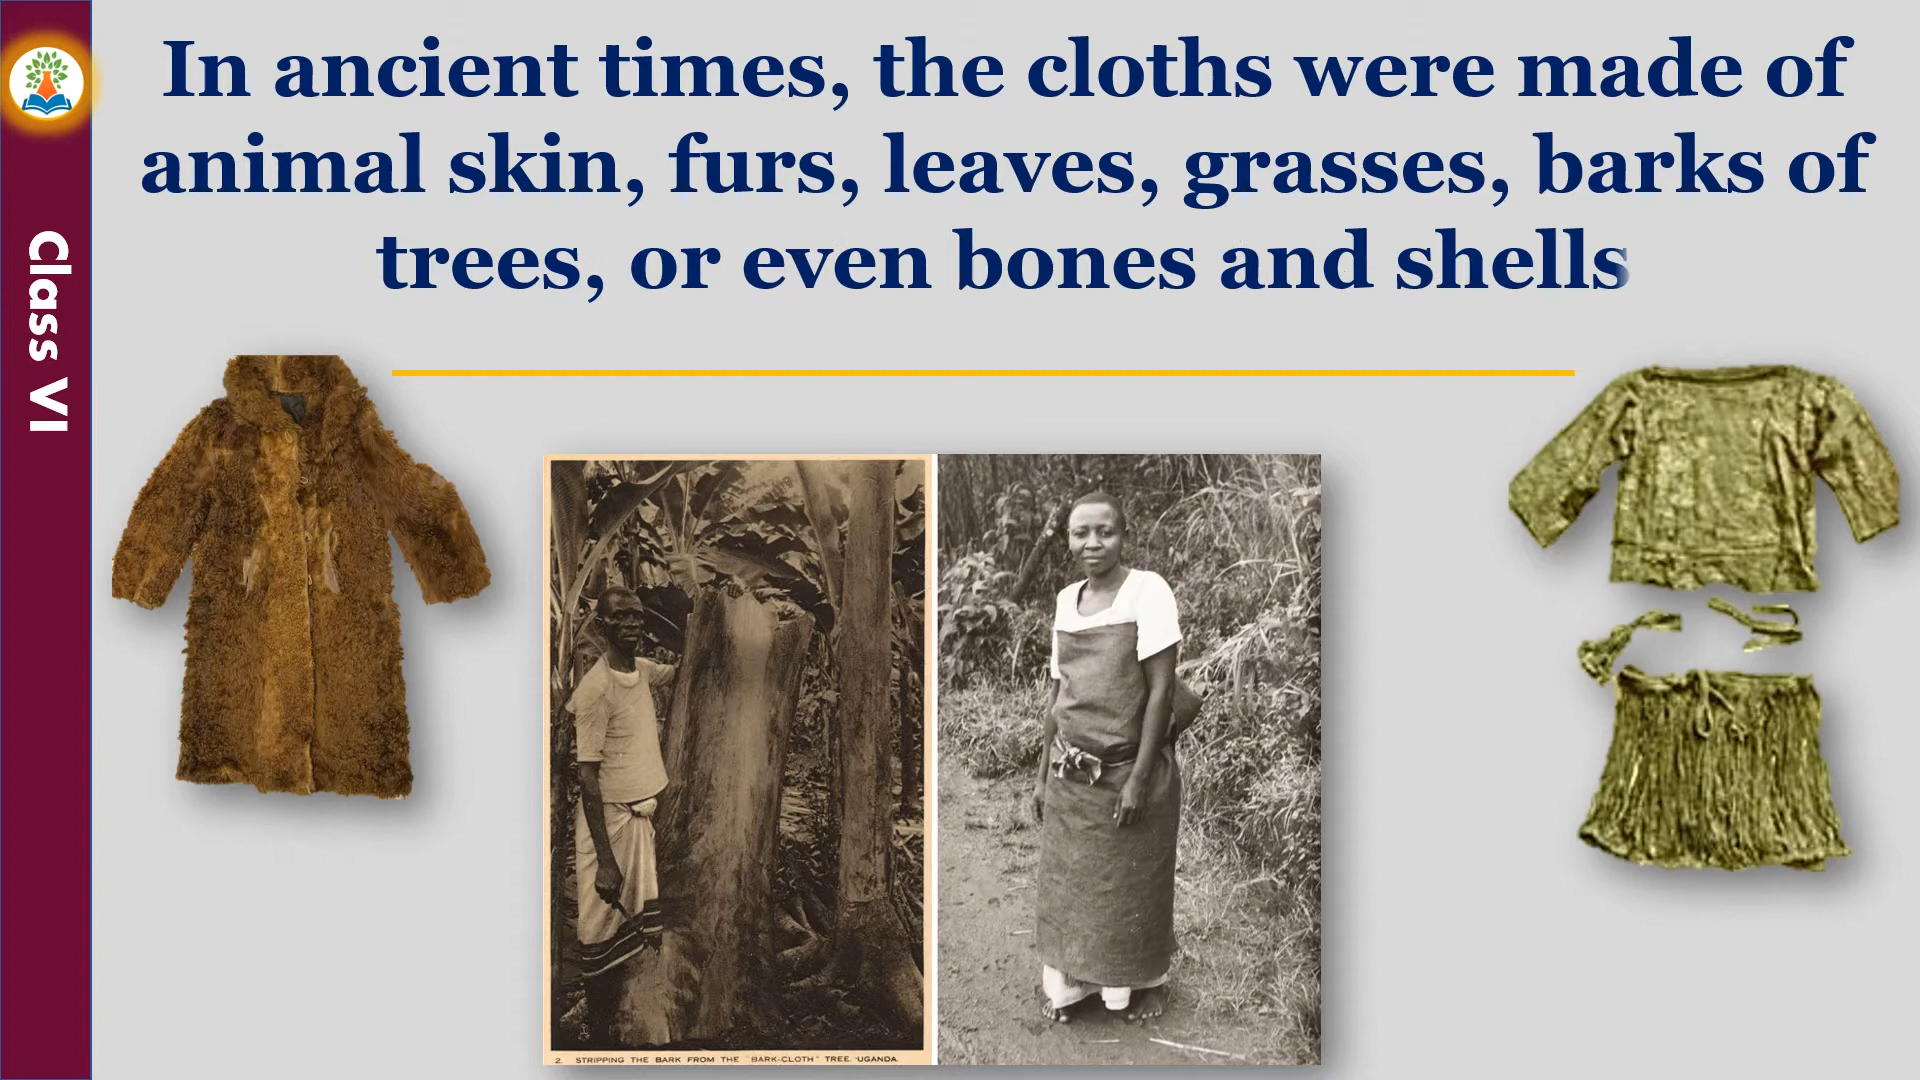 In ancient times, the cloths were made of
animal skin, furs, leaves, grasses, barks of
trees, or even bones and shells
Class VI
2. STRIPPING THE BARK FROM THE "BARK-CLOTH" TREE. UGANDA.